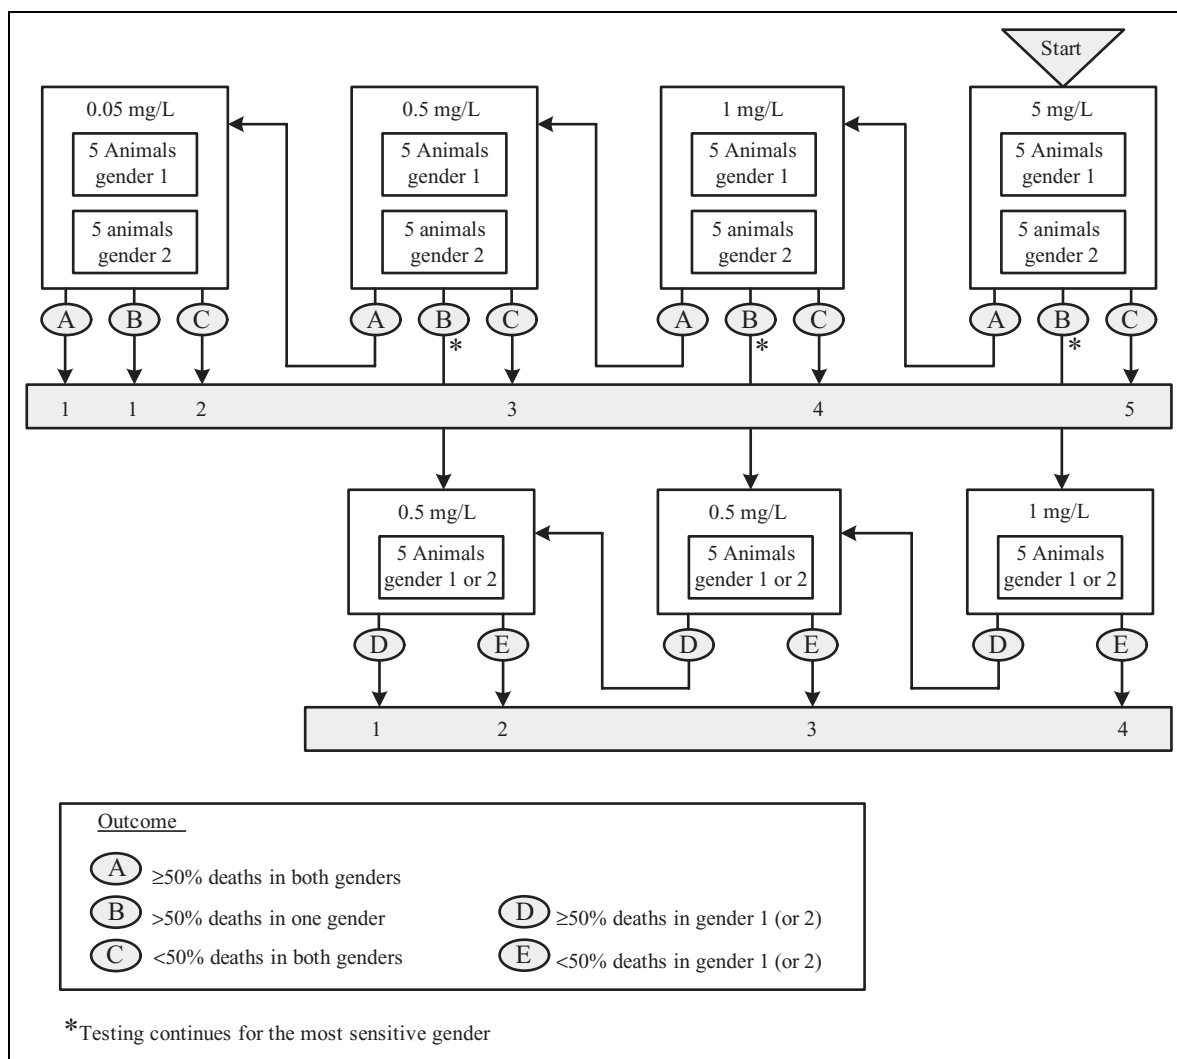 Start
0.05 mg/L
5 Animals
gender 1
5 animals
gender 2
A
B
C
0.5 mg/L
5 Animals
gender 1
5 animals
gender 2
A
B
*
C
1 mg/L
5 Animals
gender 1
5 animals
gender 2
A
B
*
C
5 mg/L
5 Animals
gender 1
5 animals
gender 2
A
B
*
C
1 1 2 3 4 5
0.5 mg/L
5 Animals
gender 1 or 2
D
E
0.5 mg/L
5 Animals
gender 1 or 2
D
E
1 mg/L
5 Animals
gender 1 or 2
D
E
1 2 3 4
Outcome
A ≥50% deaths in both genders
B >50% deaths in one gender
C <50% deaths in both genders
D ≥50% deaths in gender 1 (or 2)
E <50% deaths in gender 1 (or 2)
*Testing continues for the most sensitive gender